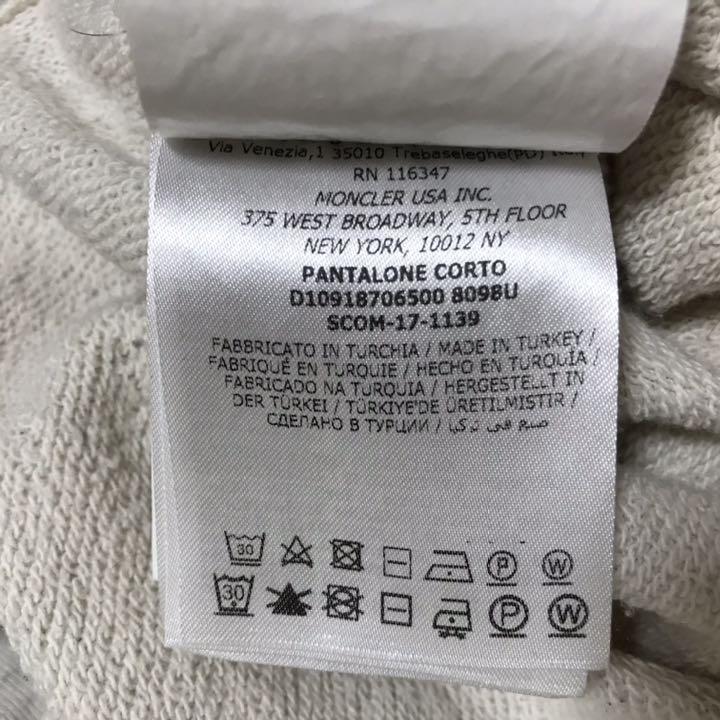 Via Venezia,1 35010 Trebaseleghe(PD) Italy
RN 116347
MONCLER USA INC.
375 WEST BROADWAY, 5TH FLOOR
NEW YORK, 10012 NY
PANTALONE CORTO
D10918706500 8098U
SCOM-17-1139
FABBRICATO IN TURCHIA / MADE IN TURKEY /
FABRIQUÉ EN TURQUIE / HECHO EN TURQUÍA /
FABRICADO NA TURQUIA / HERGESTELLT IN
DER TÜRKEI / TÜRKIYE'DE ÜRETILMISTIR /
СДЕЛАНО В ТУРЦИИ / صنع في تركيا
30 P W
30 P W